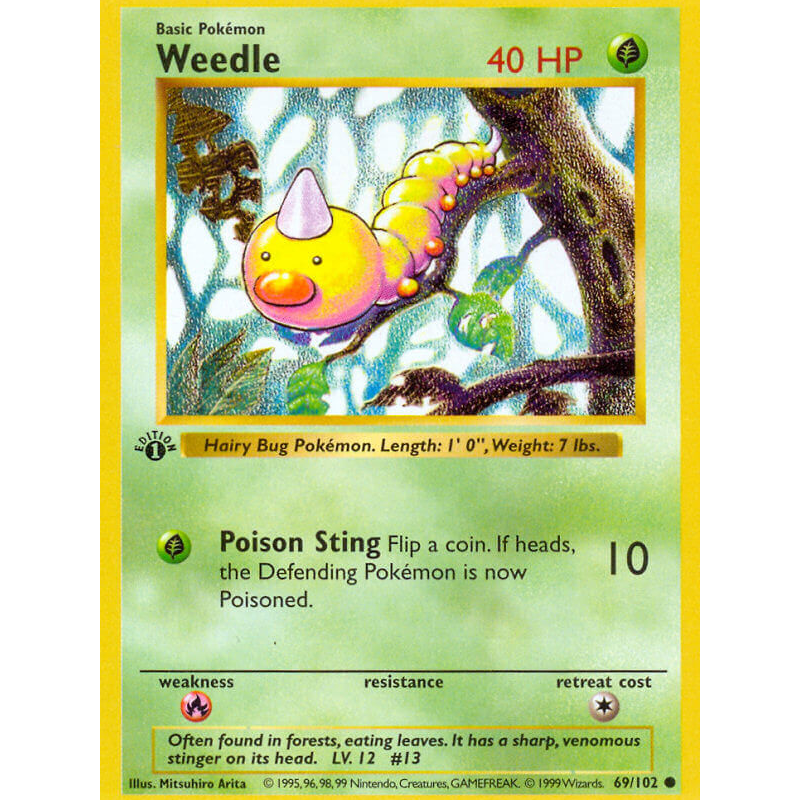 Basic Pokémon
Weedle 40 HP
EDITION
1
Hairy Bug Pokémon. Length: 1' 0", Weight: 7 lbs.
Poison Sting Flip a coin. If heads, 10
the Defending Pokémon is now
Poisoned.
weakness resistance retreat cost
Often found in forests, eating leaves. It has a sharp, venomous
stinger on its head. LV. 12 #13
Illus. Mitsuhiro Arita © 1995, 96, 98, 99 Nintendo, Creatures, GAMEFREAK. © 1999 Wizards. 69/102